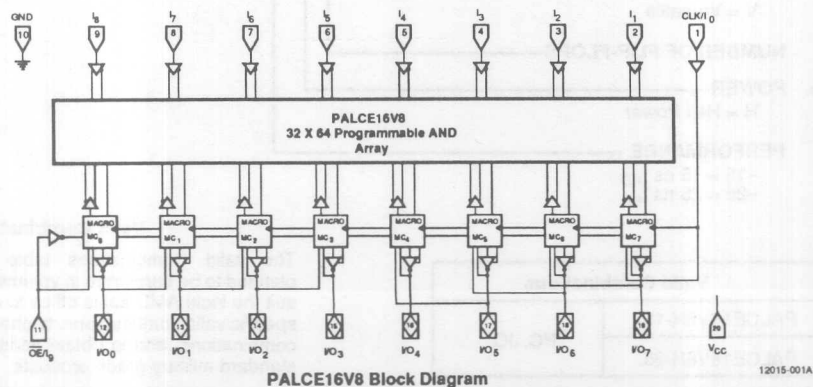 GND I8 I7 I6 I5 I4 I3 I2 I1 CLK/I0
10 9 8 7 6 5 4 3 2 1
PALCE16V8
32 X 64 Programmable AND
Array
MACRO MACRO MACRO MACRO MACRO MACRO MACRO MACRO
MC0 MC1 MC2 MC3 MC4 MC5 MC6 MC7
11 12 13 14 15 16 17 18 19 20
OE/I9 I/O0 I/O1 I/O2 I/O3 I/O4 I/O5 I/O6 I/O7 VCC
12015-001A
PALCE16V8 Block Diagram